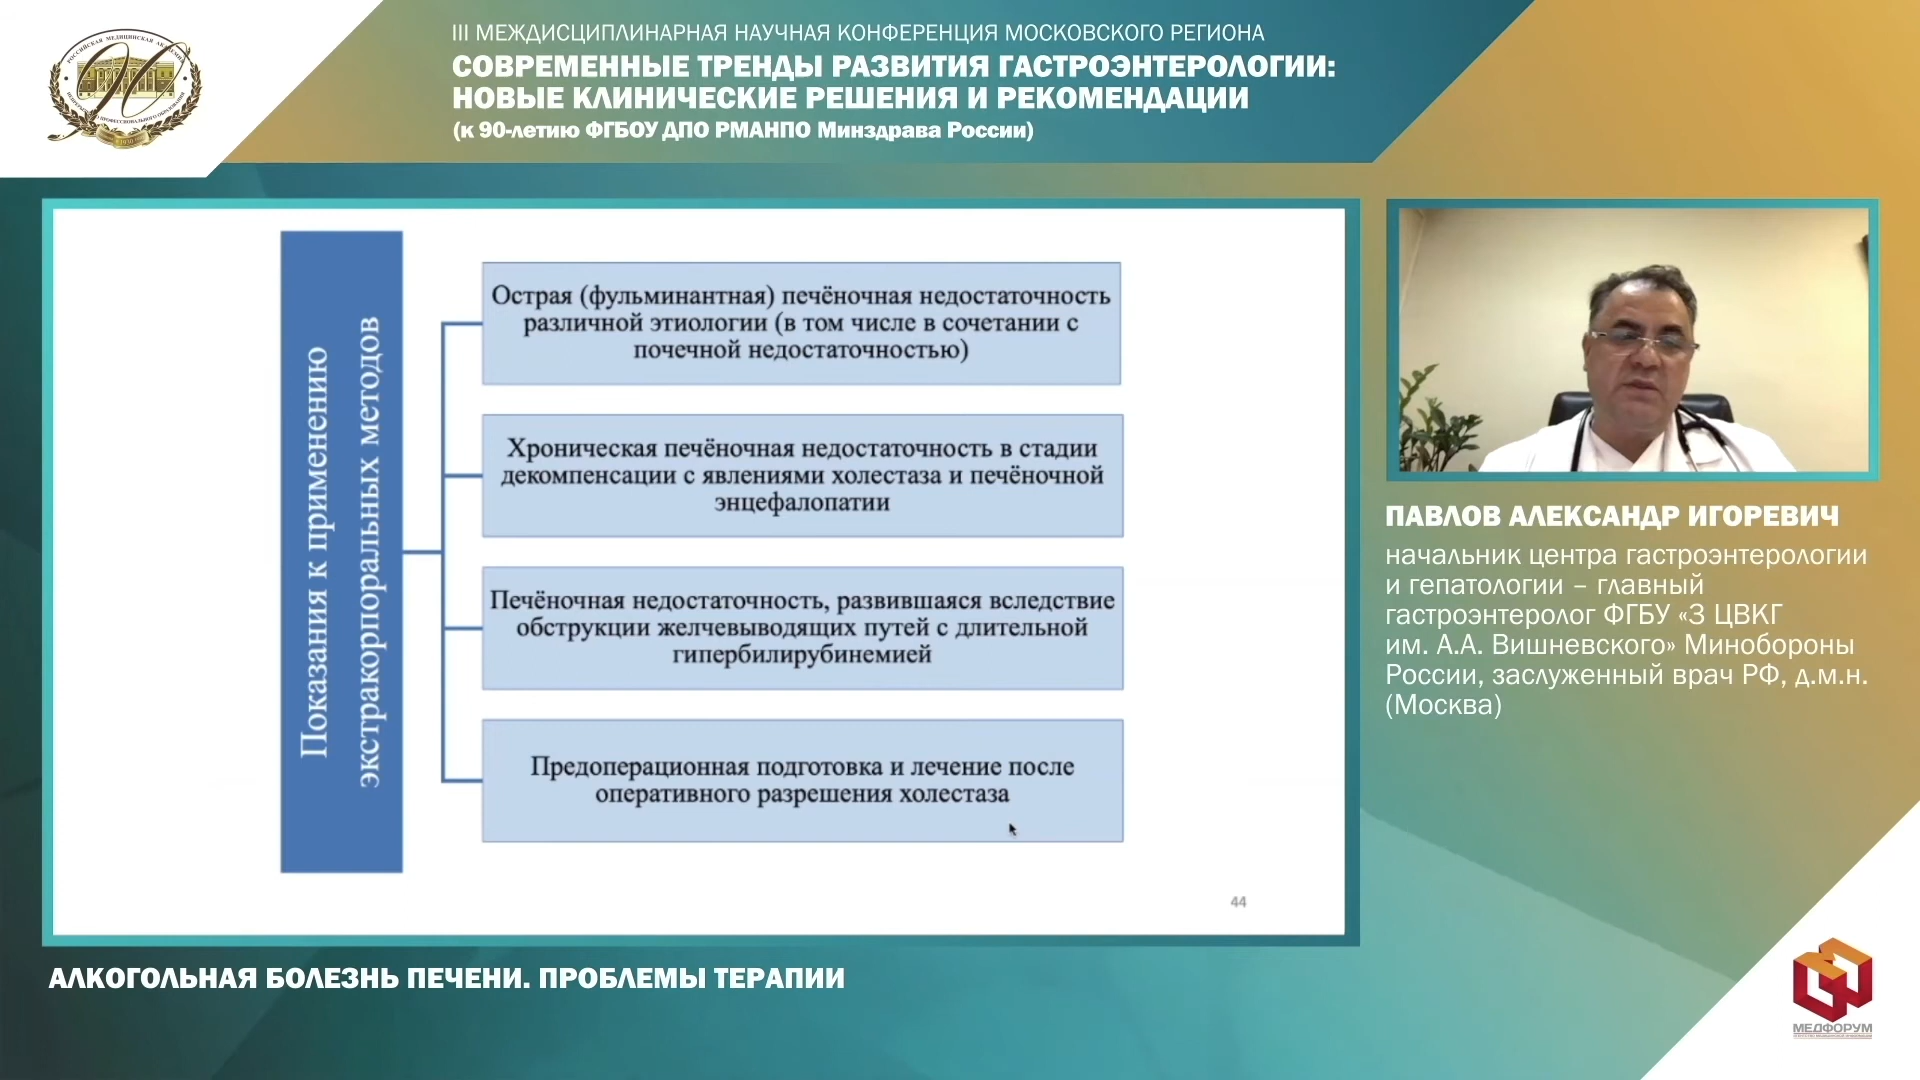 III МЕЖДИСЦИПЛИНАРНАЯ НАУЧНАЯ КОНФЕРЕНЦИЯ МОСКОВСКОГО РЕГИОНА
СОВРЕМЕННЫЕ ТРЕНДЫ РАЗВИТИЯ ГАСТРОЭНТЕРОЛОГИИ:
НОВЫЕ КЛИНИЧЕСКИЕ РЕШЕНИЯ И РЕКОМЕНДАЦИИ
(к 90-летию ФГБОУ ДПО РМАНПО Минздрава России)
Показания к применению
экстракорпоральных методов
Острая (фульминантная) печёночная недостаточность
различной этиологии (в том числе в сочетании с
почечной недостаточностью)
Хроническая печёночная недостаточность в стадии
декомпенсации с явлениями холестаза и печёночной
энцефалопатии
Печёночная недостаточность, развившаяся вследствие
обструкции желчевыводящих путей с длительной
гипербилирубинемией
Предоперационная подготовка и лечение после
оперативного разрешения холестаза
44
ПАВЛОВ АЛЕКСАНДР ИГОРЕВИЧ
начальник центра гастроэнтерологии
и гепатологии – главный
гастроэнтеролог ФГБУ «3 ЦВКГ
им. А.А. Вишневского» Минобороны
России, заслуженный врач РФ, д.м.н.
(Москва)
АЛКОГОЛЬНАЯ БОЛЕЗНЬ ПЕЧЕНИ. ПРОБЛЕМЫ ТЕРАПИИ
МЕДФОРУМ